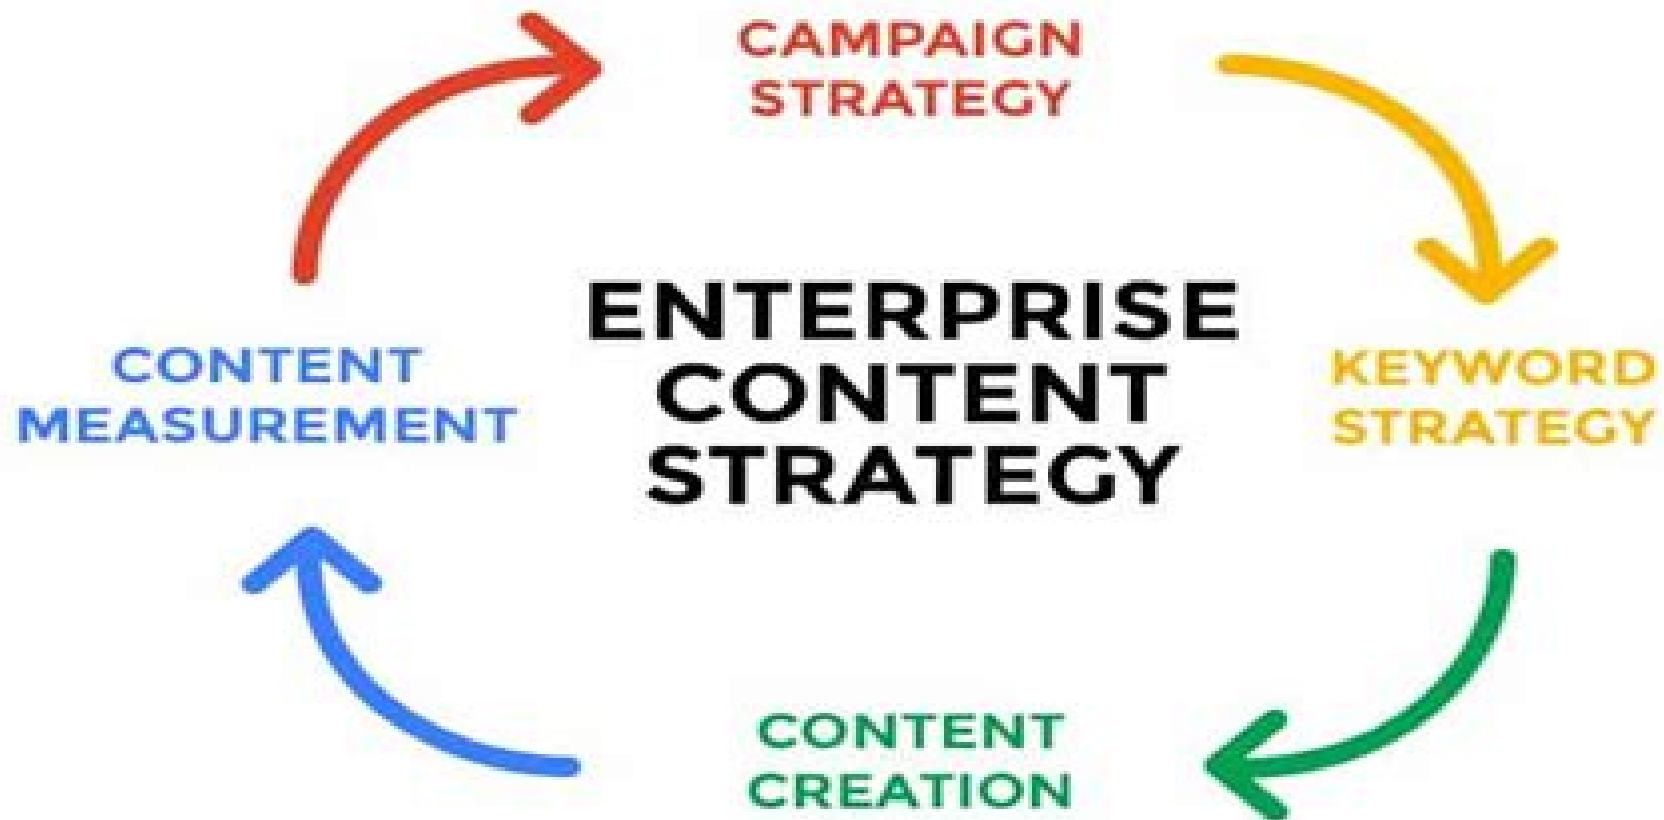 CAMPAIGN
STRATEGY
ENTERPRISE
CONTENT
STRATEGY
CONTENT
MEASUREMENT
KEYWORD
STRATEGY
CONTENT
CREATION